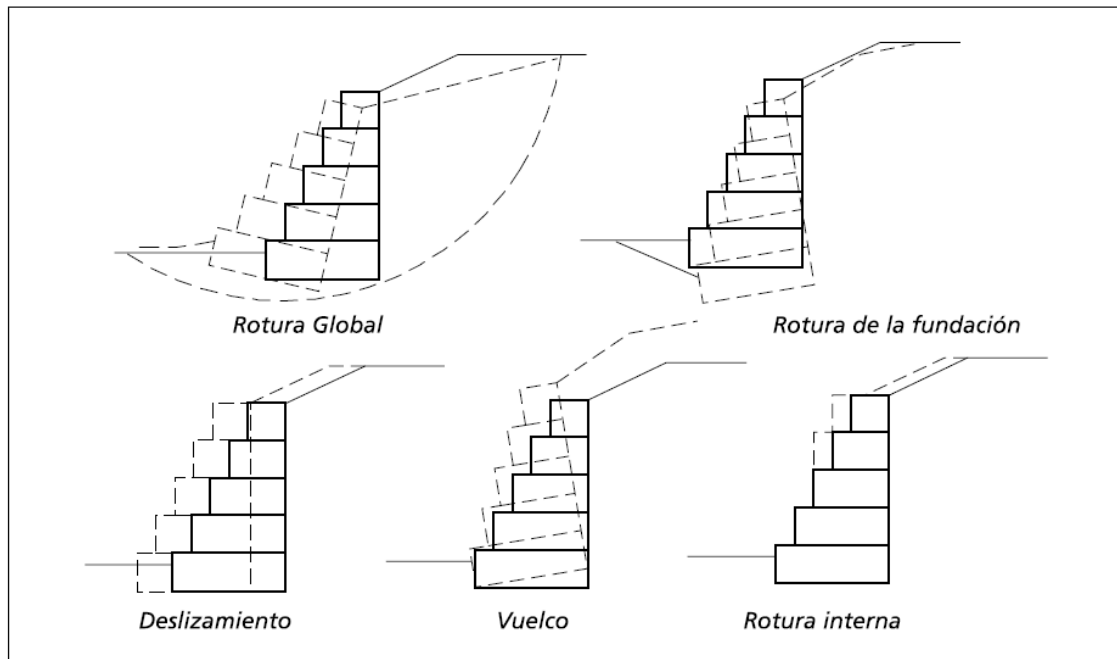 Rotura Global
Rotura de la fundación
Deslizamiento
Vuelco
Rotura interna